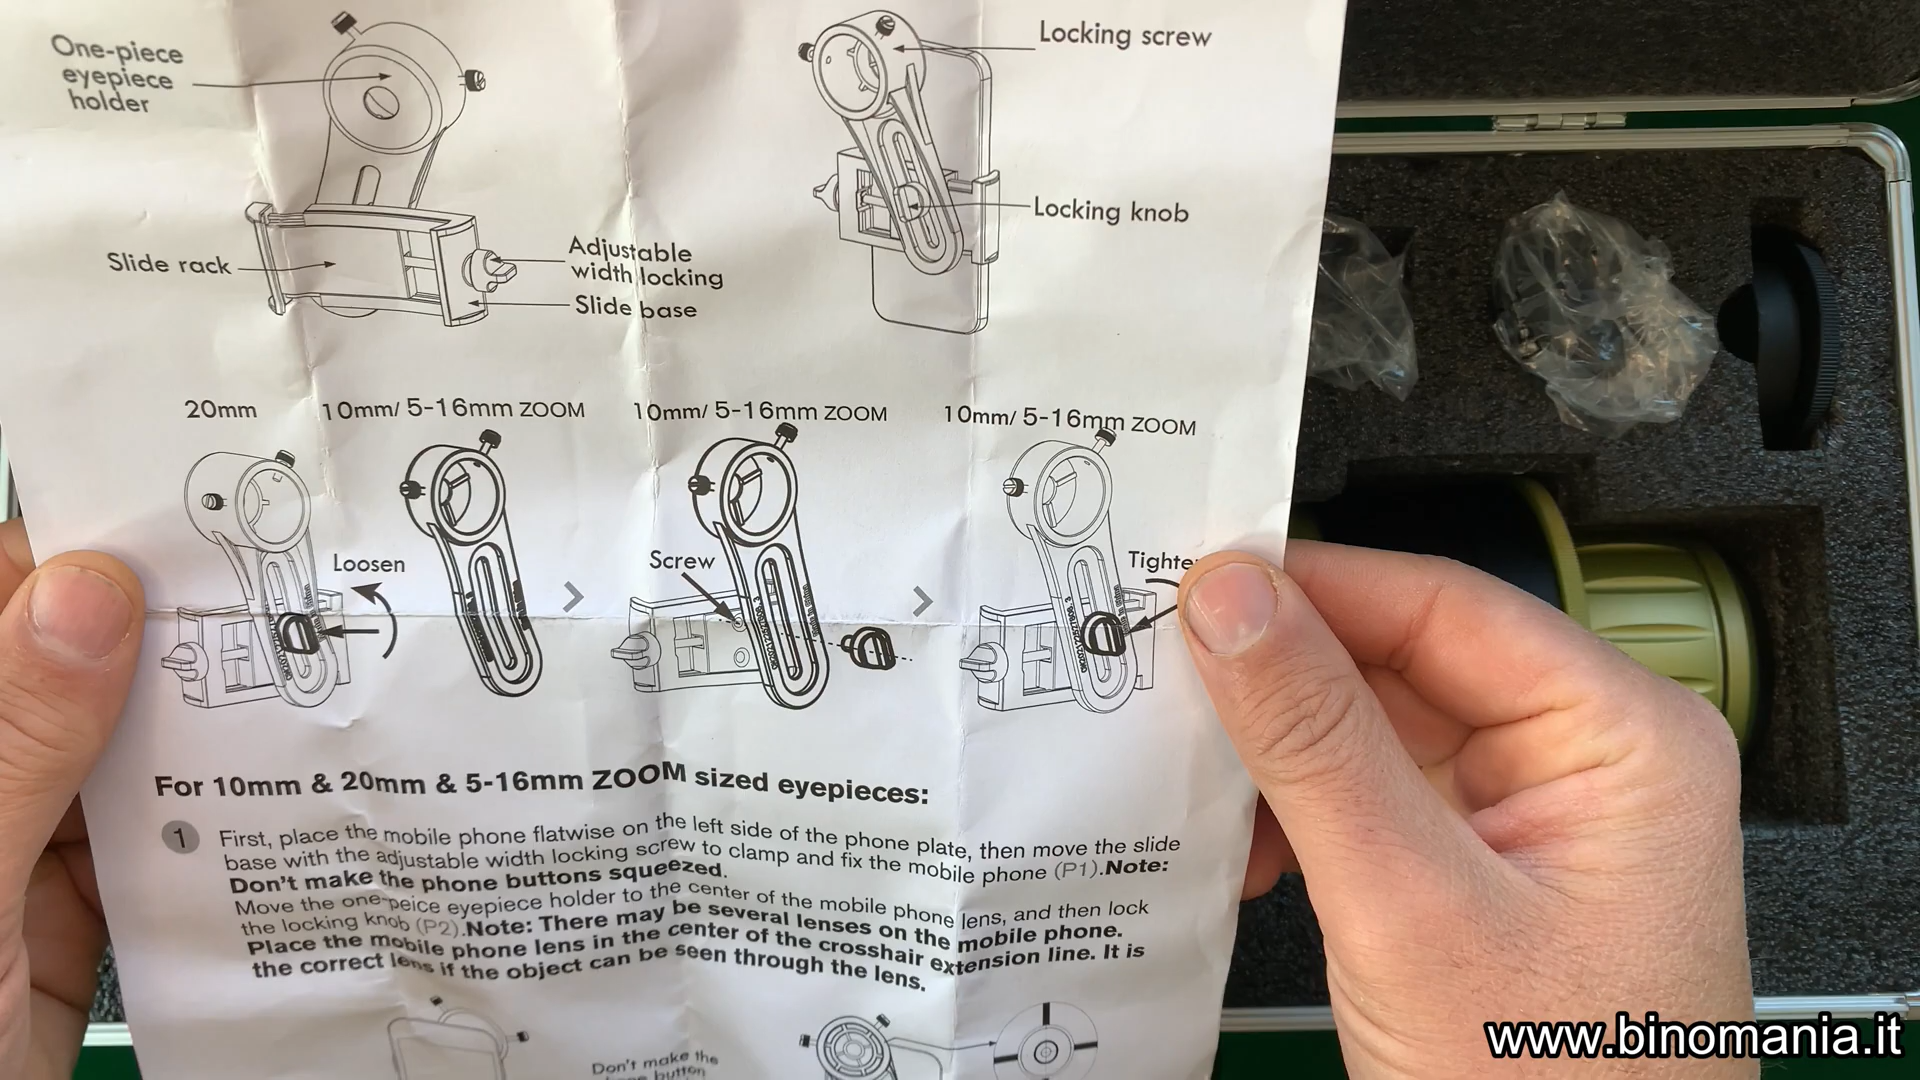 One-piece
eyepiece
holder
Locking screw
Locking knob
Slide rack
Adjustable
width locking
Slide base
20mm
10mm/ 5-16mm ZOOM
10mm/ 5-16mm ZOOM
10mm/ 5-16mm ZOOM
Loosen
Screw
Tighte
For 10mm & 20mm & 5-16mm ZOOM sized eyepieces:
1
First, place the mobile phone flatwise on the left side of the phone plate, then move the slide
base with the adjustable width locking screw to clamp and fix the mobile phone (P1).Note:
Don't make the phone buttons squeezed.
Move the one-peice eyepiece holder to the center of the mobile phone lens, and then lock
the locking knob (P2).Note: There may be several lenses on the mobile phone.
Place the mobile phone lens in the center of the crosshair extension line. It is
the correct lens if the object can be seen through the lens.
Don't make the
button
www.binomania.it